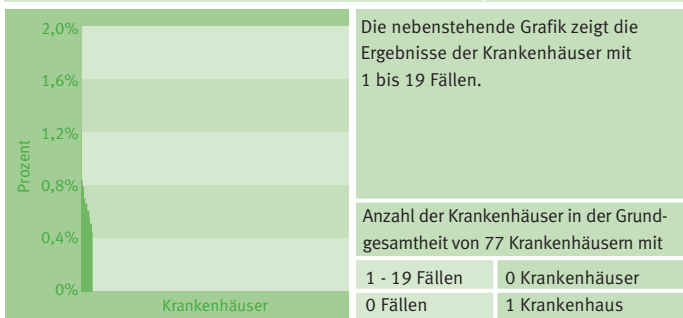 2,0%
1,6%
1,2%
0,8%
0,4%
0%
Prozent
Krankenhäuser
Die nebenstehende Grafik zeigt die
Ergebnisse der Krankenhäuser mit
1 bis 19 Fällen.
Anzahl der Krankenhäuser in der Grund-
gesamtheit von 77 Krankenhäusern mit
1 - 19 Fällen 0 Krankenhäuser
0 Fällen 1 Krankenhaus